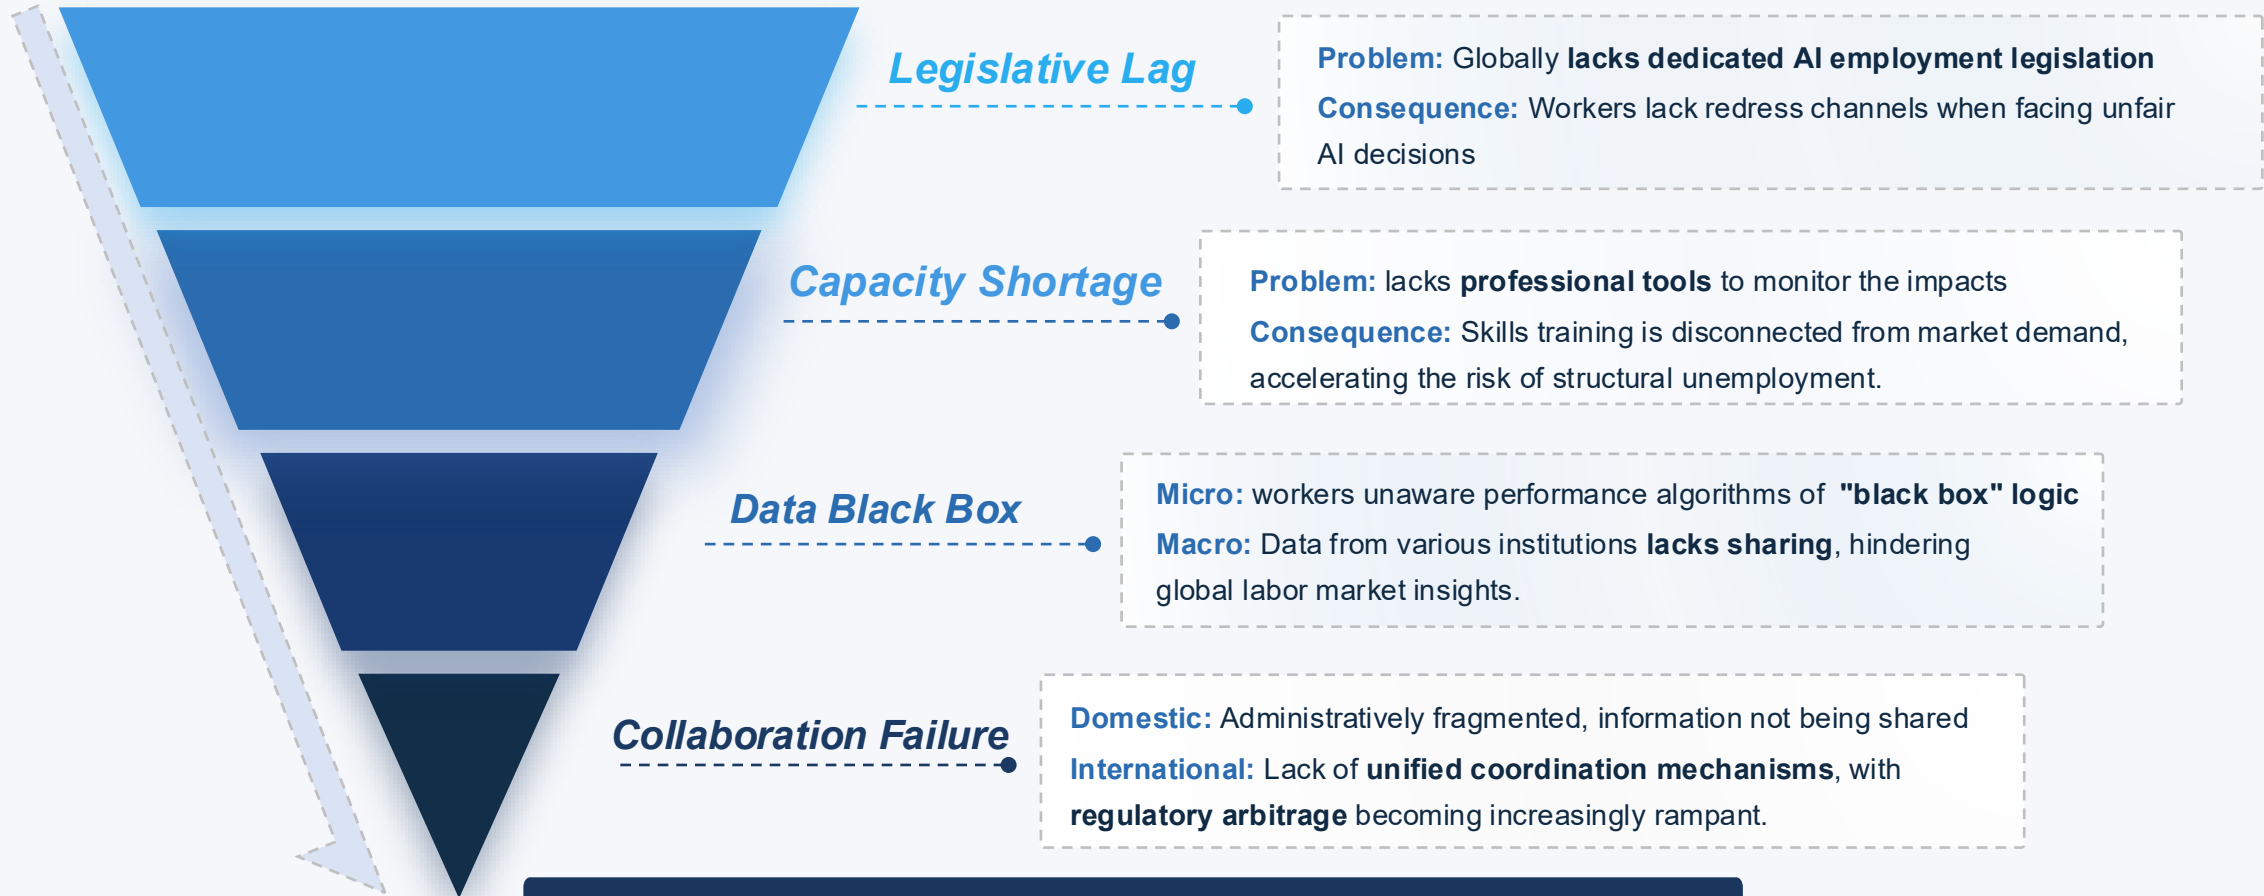 Legislative Lag
Problem: Globally lacks dedicated AI employment legislation
Consequence: Workers lack redress channels when facing unfair
AI decisions
Capacity Shortage
Problem: lacks professional tools to monitor the impacts
Consequence: Skills training is disconnected from market demand,
accelerating the risk of structural unemployment.
Data Black Box
Micro: workers unaware performance algorithms of "black box" logic
Macro: Data from various institutions lacks sharing, hindering
global labor market insights.
Collaboration Failure
Domestic: Administratively fragmented, information not being shared
International: Lack of unified coordination mechanisms, with
regulatory arbitrage becoming increasingly rampant.